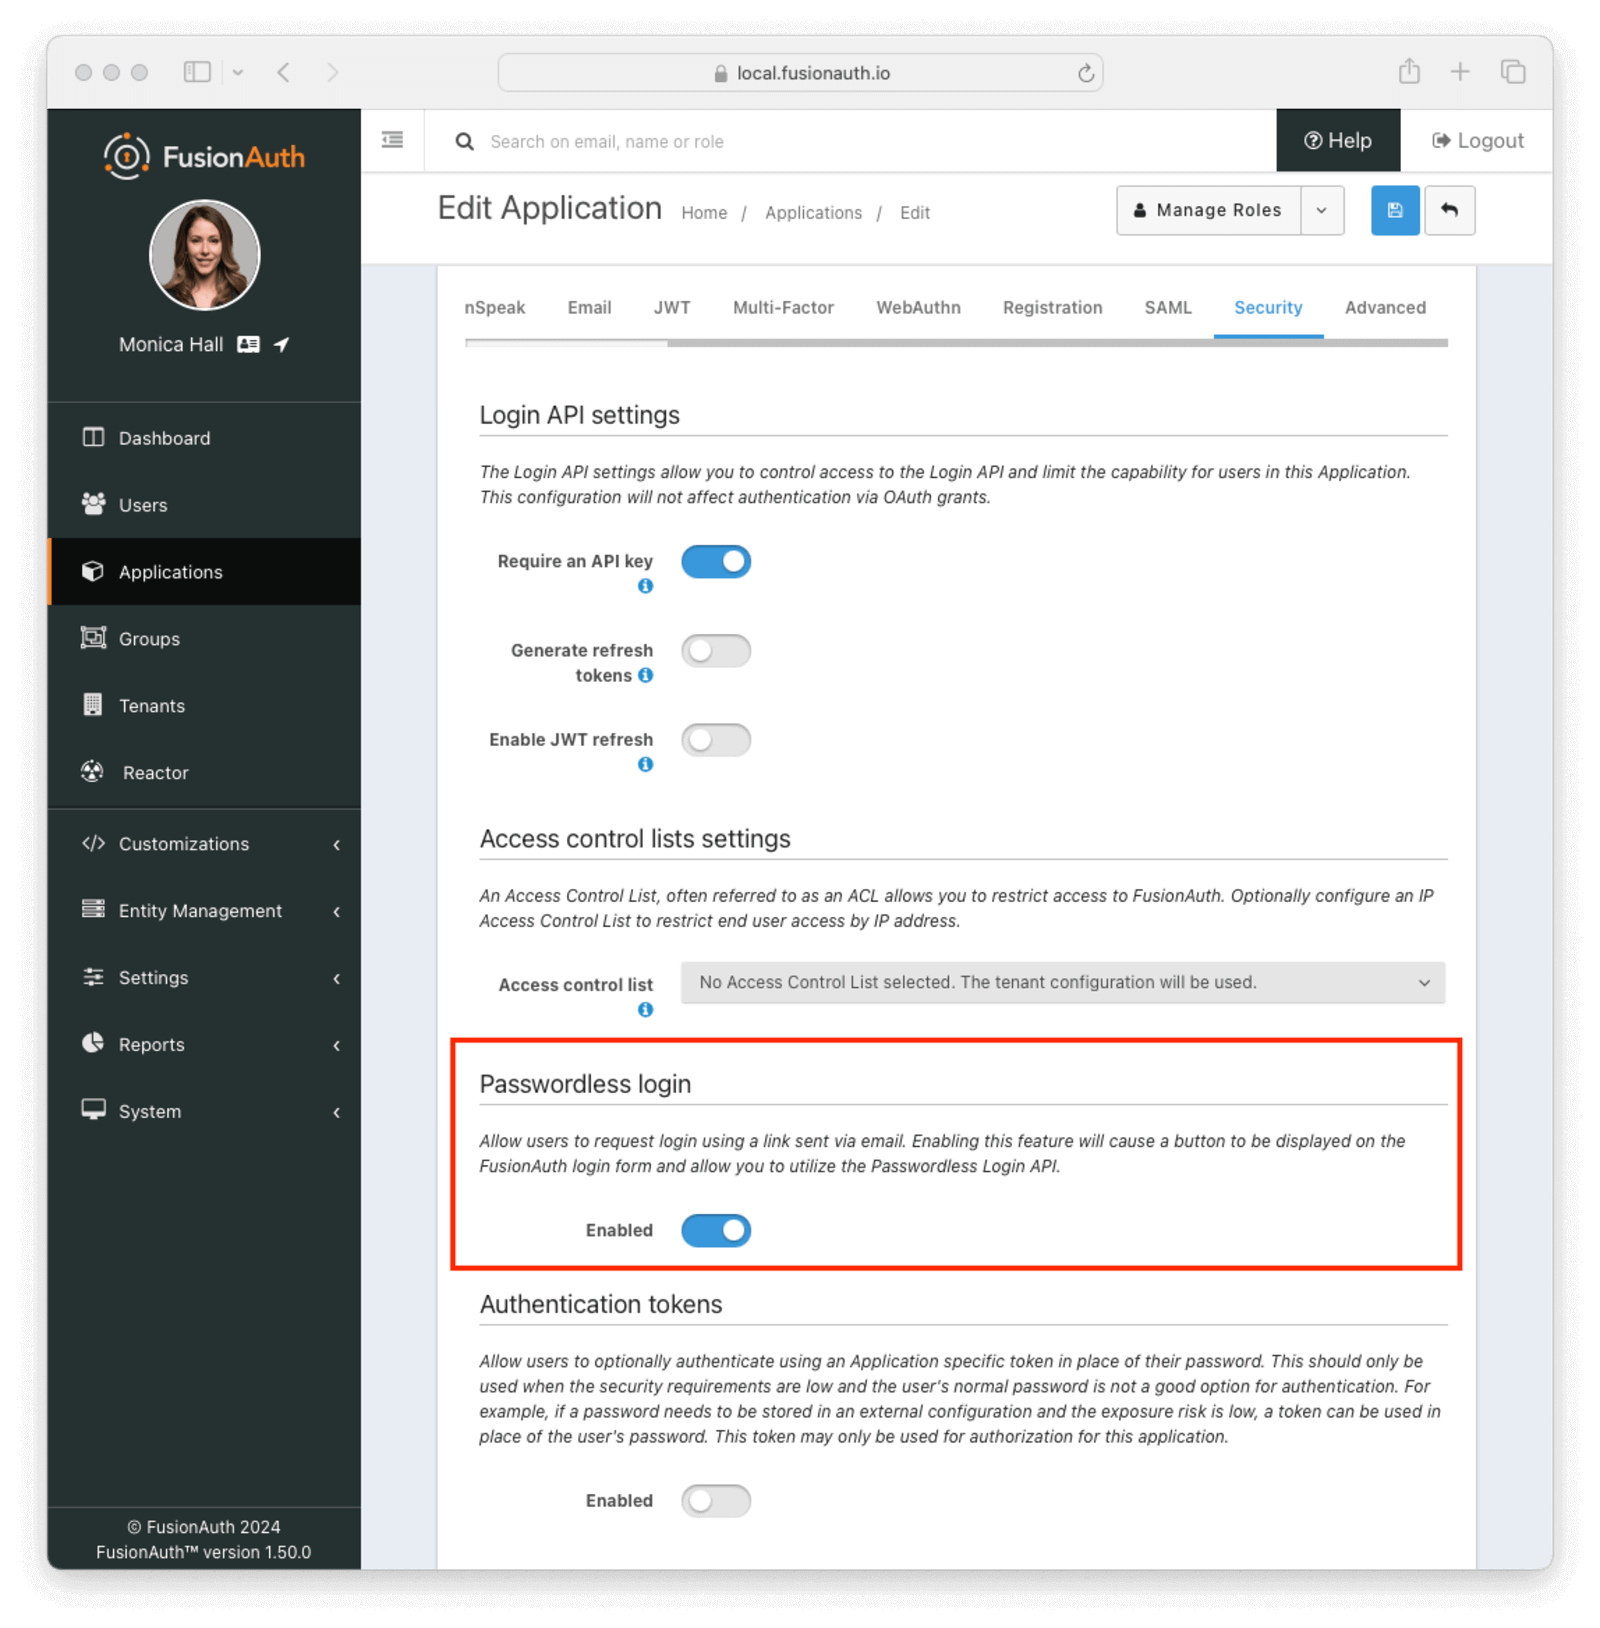 local.fusionauth.io
FusionAuth
Search on email, name or role
Help
Logout
Edit Application
Home / Applications / Edit
Manage Roles
Monica Hall
Dashboard
Users
Applications
Groups
Tenants
Reactor
Customizations
Entity Management
Settings
Reports
System
© FusionAuth 2024
FusionAuth™ version 1.50.0
nSpeak Email JWT Multi-Factor WebAuthn Registration SAML Security Advanced
Login API settings
The Login API settings allow you to control access to the Login API and limit the capability for users in this Application.
This configuration will not affect authentication via OAuth grants.
Require an API key
Generate refresh
tokens
Enable JWT refresh
Access control lists settings
An Access Control List, often referred to as an ACL allows you to restrict access to FusionAuth. Optionally configure an IP
Access Control List to restrict end user access by IP address.
Access control list
No Access Control List selected. The tenant configuration will be used.
Passwordless login
Allow users to request login using a link sent via email. Enabling this feature will cause a button to be displayed on the
FusionAuth login form and allow you to utilize the Passwordless Login API.
Enabled
Authentication tokens
Allow users to optionally authenticate using an Application specific token in place of their password. This should only be
used when the security requirements are low and the user's normal password is not a good option for authentication. For
example, if a password needs to be stored in an external configuration and the exposure risk is low, a token can be used in
place of the user's password. This token may only be used for authorization for this application.
Enabled